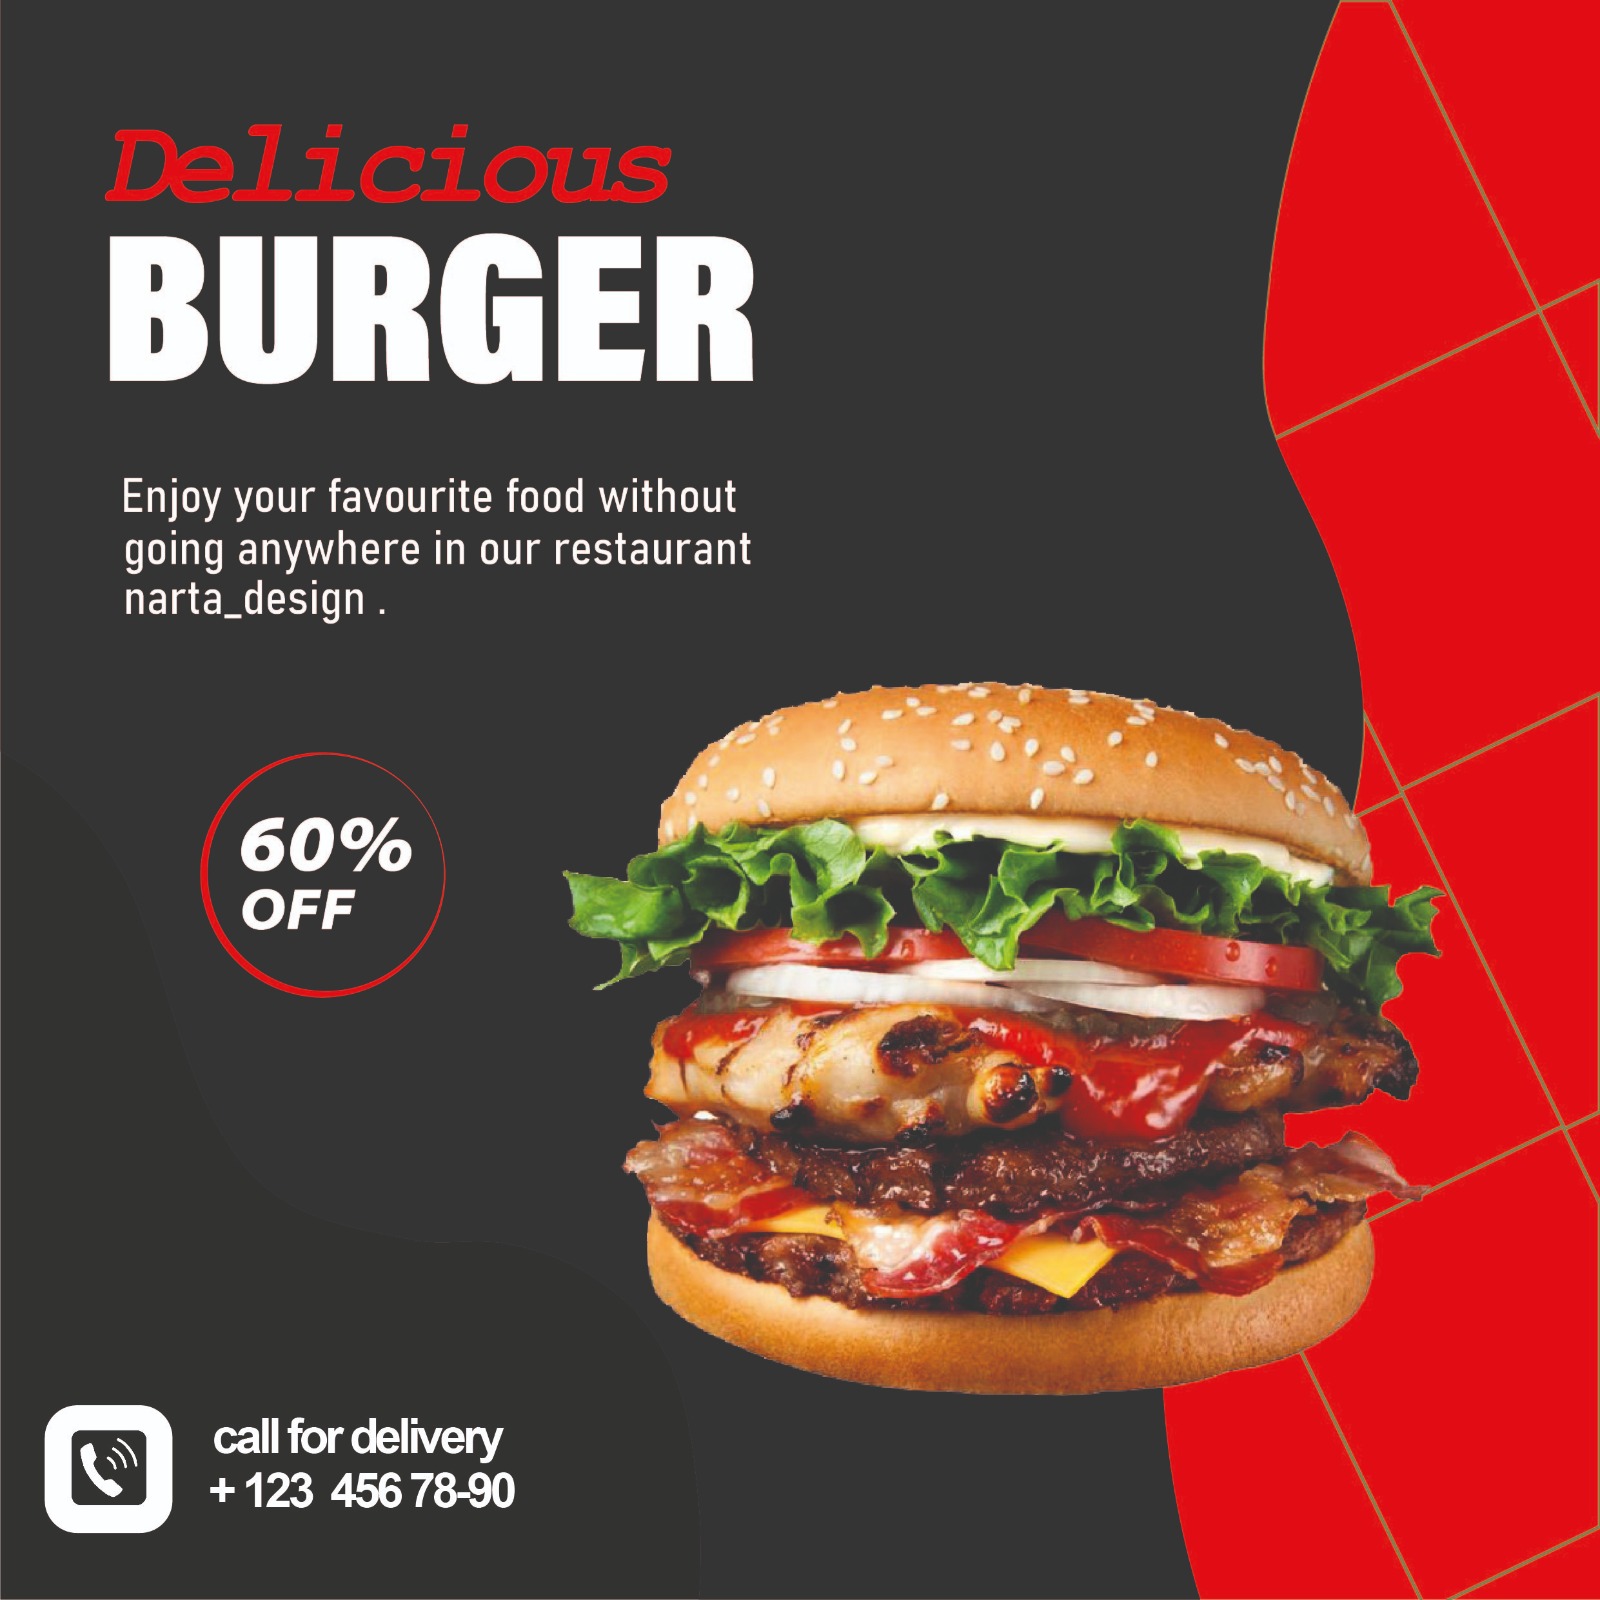 Delicious
BURGER
Enjoy your favourite food without
going anywhere in our restaurant
narta_design .
60%
OFF
call for delivery
+ 123 456 78-90